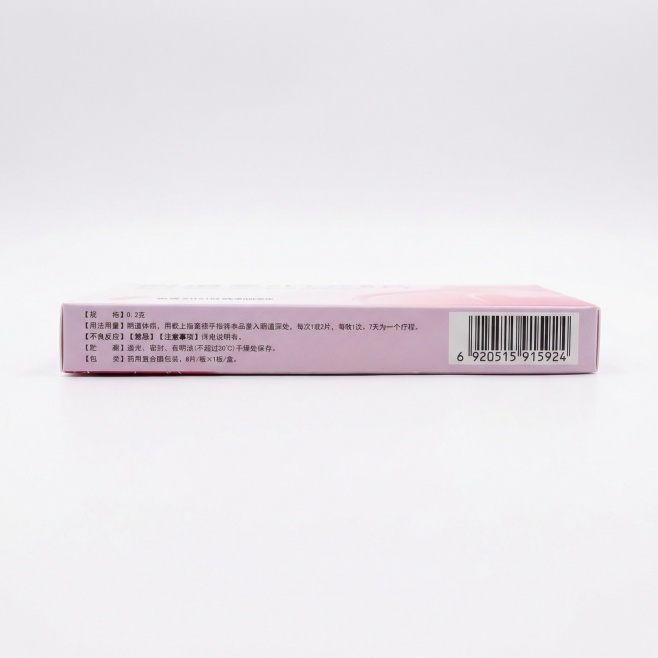 【规 格】0.2克
【用法用量】阴道给药，用戴上指套得手指将本品塞入阴道深处，每次1或2片，每晚1次。7天为一个疗程。
【不良反应】【禁忌】【注意事项】详见说明书。
【贮 藏】遮光、密封、在阴凉(不超过20℃)干燥处保存。
【包 装】药用复合膜包装，8片/板×1板/盒。
6 920515 915924